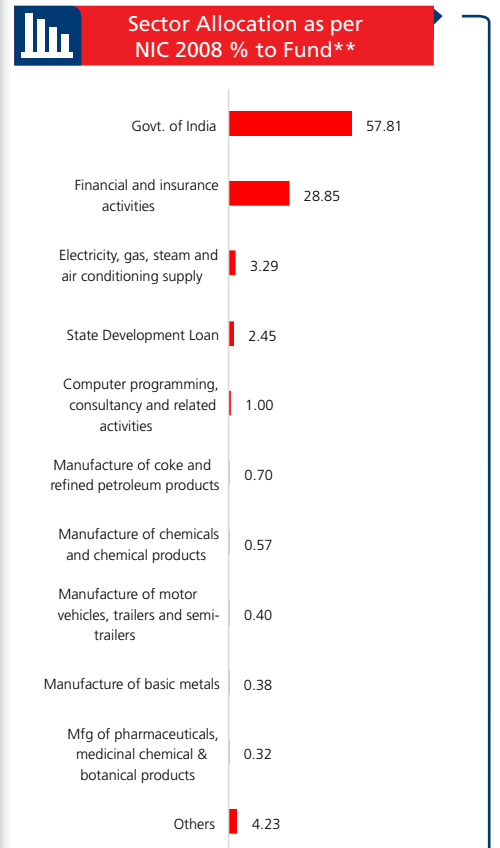 Sector Allocation as per
NIC 2008 % to Fund**
Govt. of India 57.81
Financial and insurance
activities 28.85
Electricity, gas, steam and
air conditioning supply 3.29
State Development Loan 2.45
Computer programming,
consultancy and related 1.00
activities
Manufacture of coke and
refined petroleum products 0.70
Manufacture of chemicals
and chemical products 0.57
Manufacture of motor
vehicles, trailers and semi- 0.40
trailers
Manufacture of basic metals 0.38
Mfg of pharmaceuticals,
medicinal chemical & 0.32
botanical products
Others 4.23